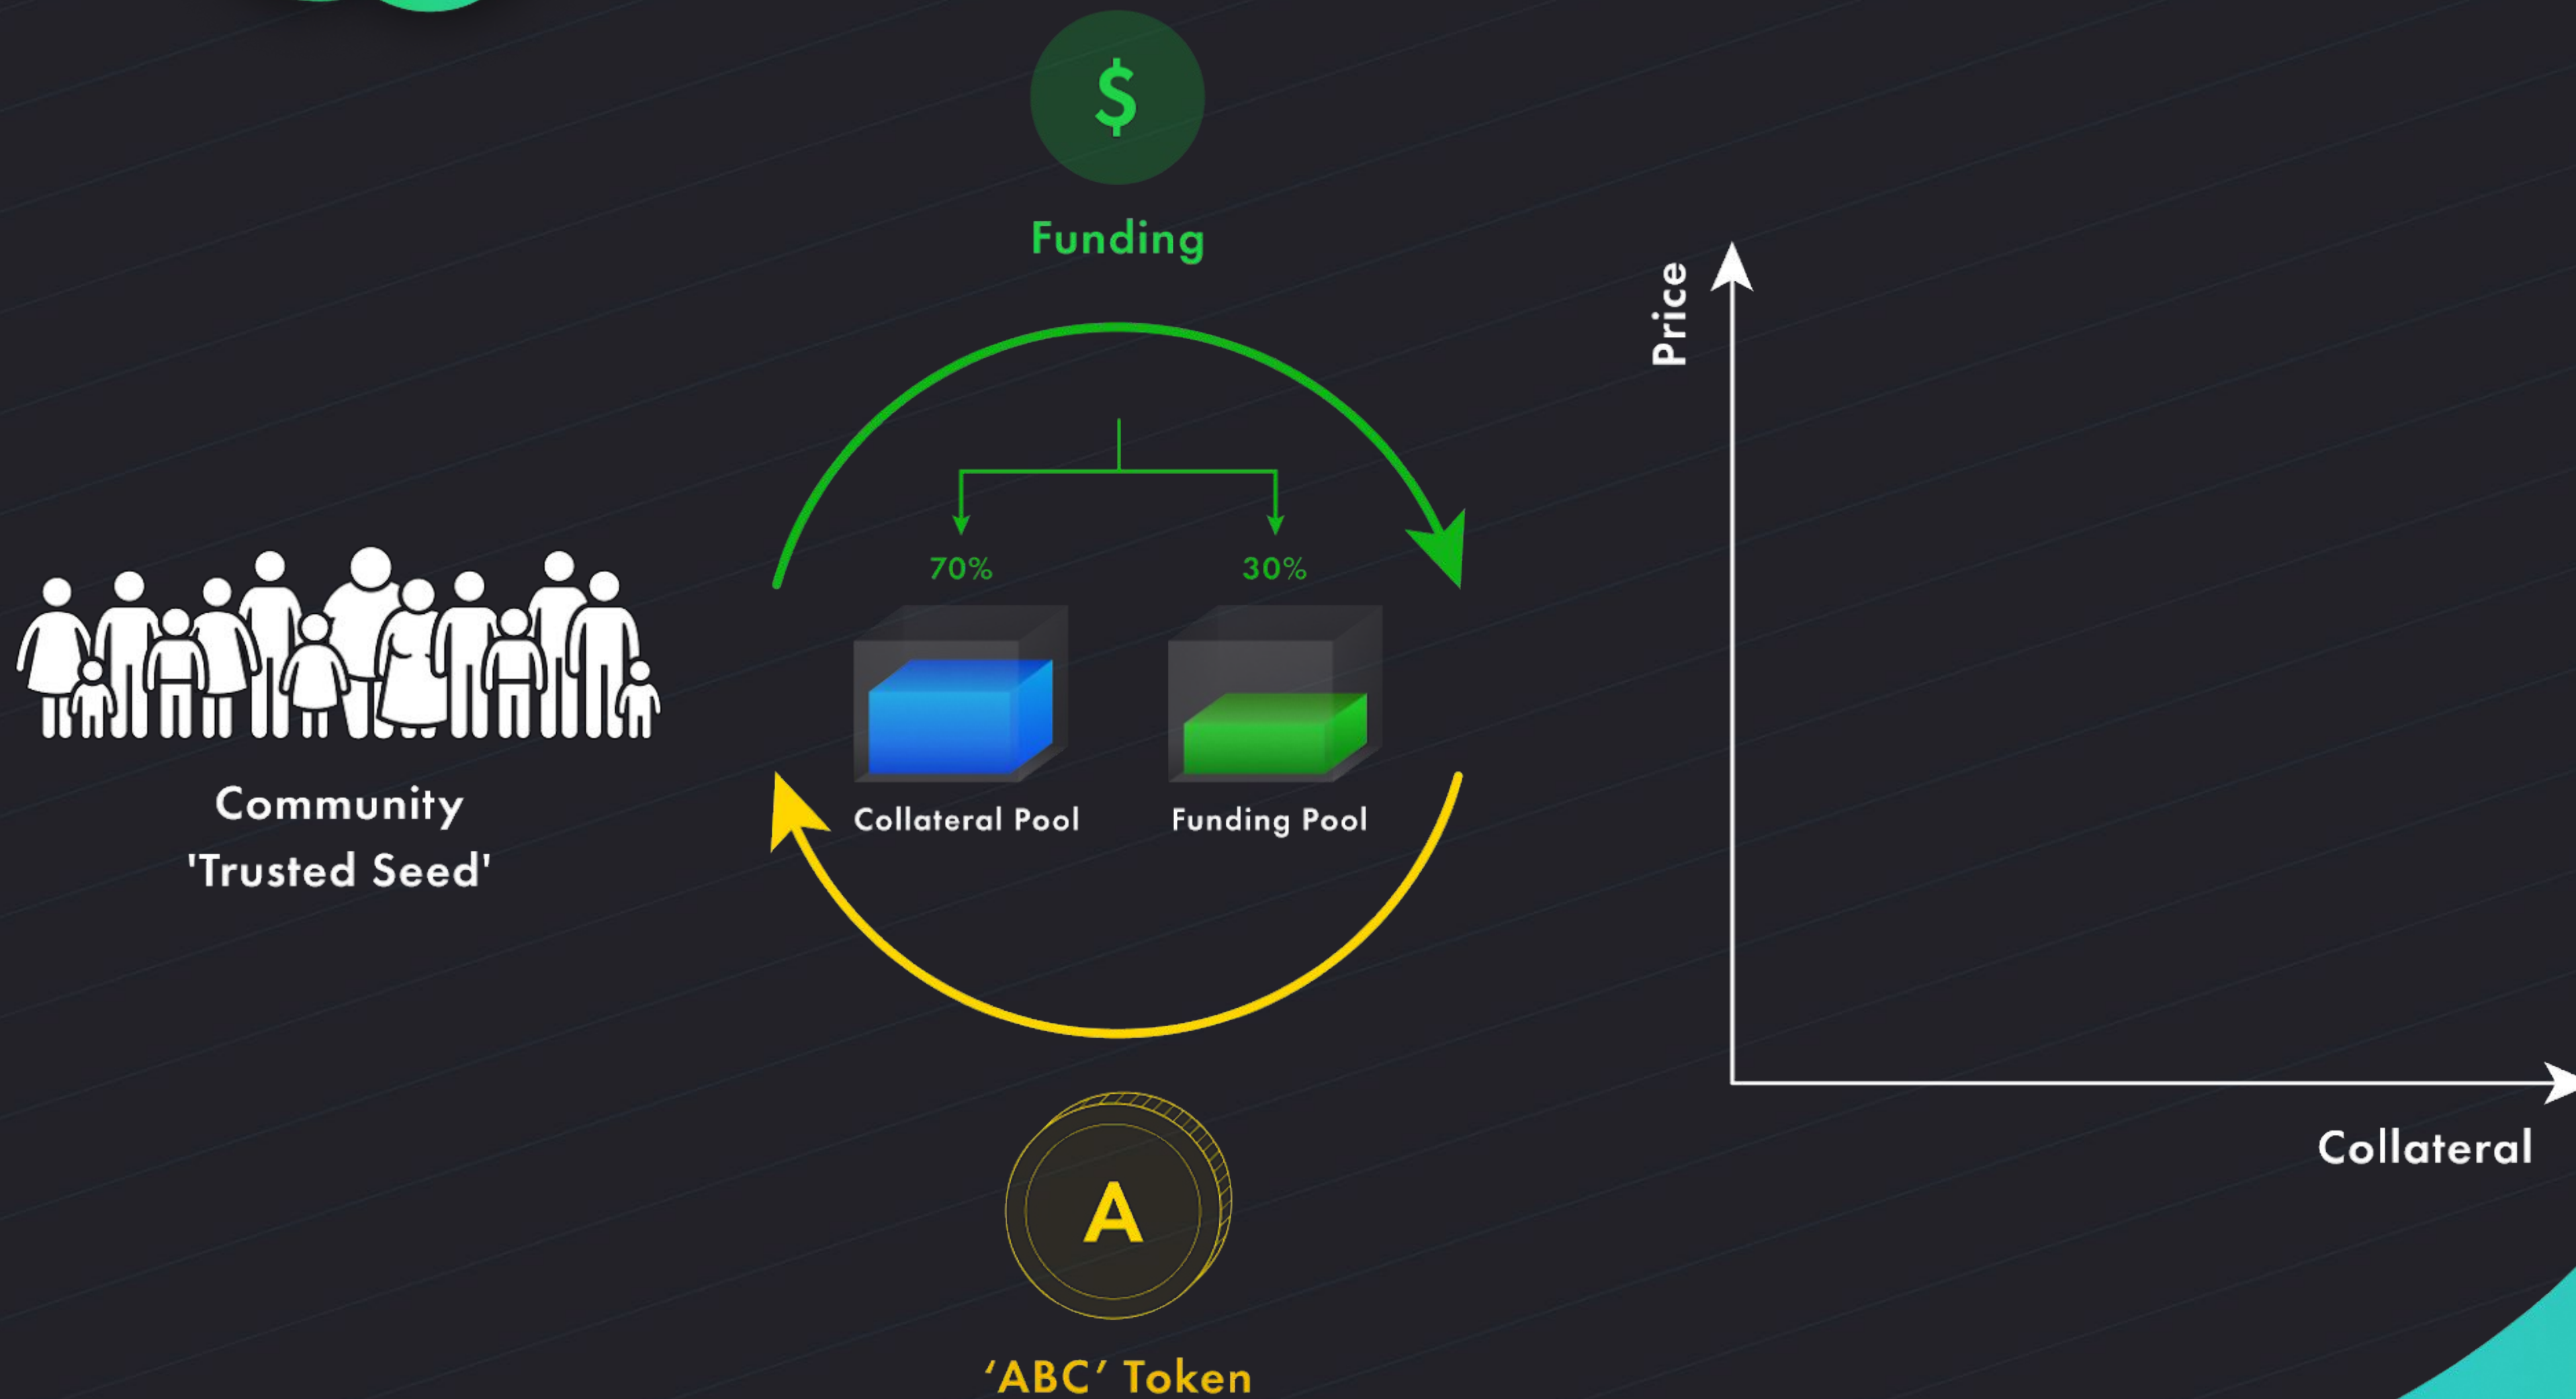 $
Funding
Price
70%
30%
Collateral Pool
Funding Pool
Community
'Trusted Seed'
Collateral
A
‘ABC’ Token